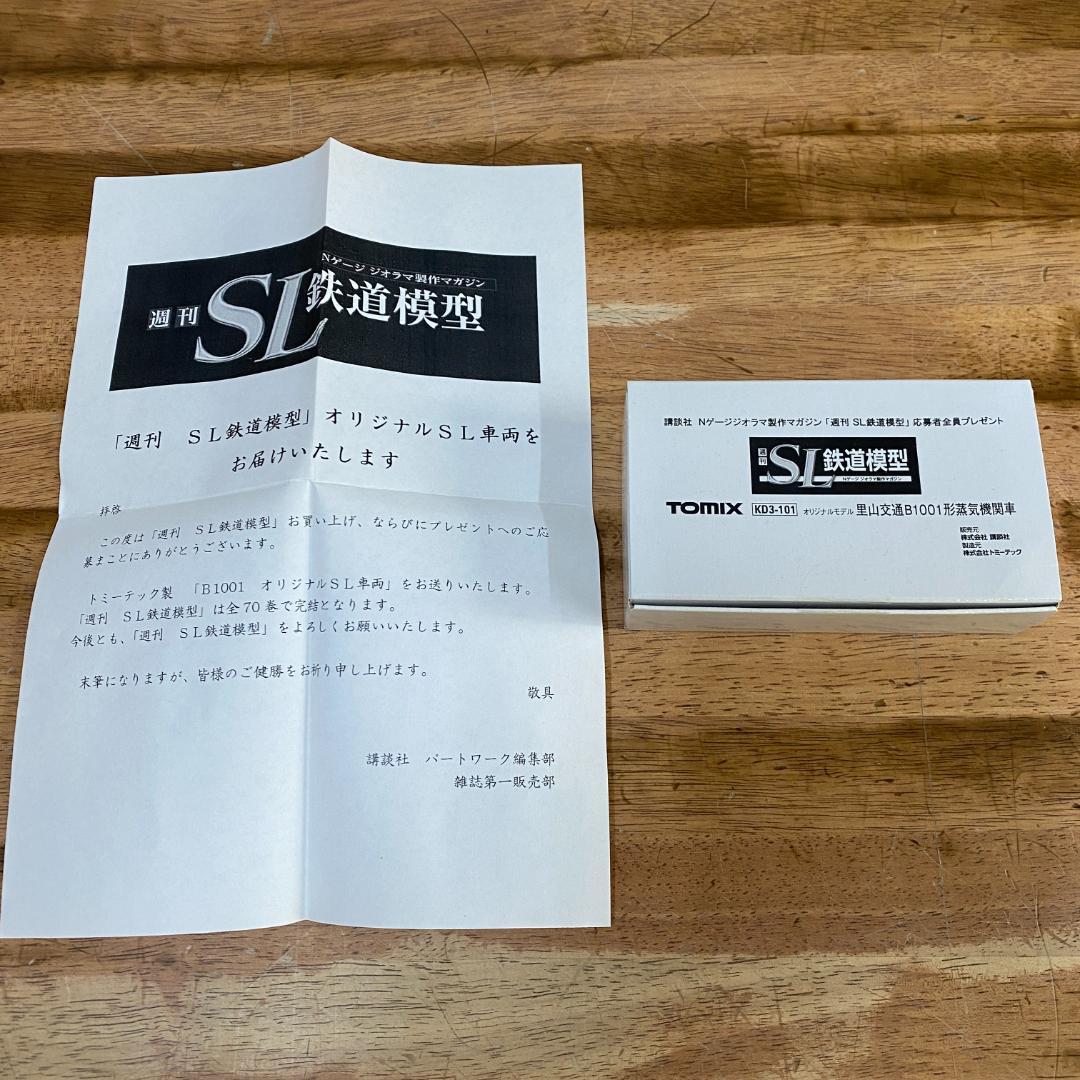 Nゲージ ジオラマ製作マガジン
週刊 SL鉄道模型
「週刊　ＳＬ鉄道模型」オリジナルＳＬ車両を
お届けいたします
拝啓
この度は「週刊　ＳＬ鉄道模型」お買い上げ、ならびにプレゼントへのご応
募まことにありがとうございます。
トミーテック製　「B1001　オリジナルＳＬ車両」をお送りいたします。
「週刊　ＳＬ鉄道模型」は全70巻で完結となります。
今後とも、「週刊　ＳＬ鉄道模型」をよろしくお願いいたします。
末筆になりますが、皆様のご健勝をお祈り申し上げます。
敬具
講談社　パートワーク編集部
雑誌第一販売部
講談社 Nゲージジオラマ製作マガジン「週刊 SL鉄道模型」応募者全員プレゼント
週刊 SL鉄道模型
Nゲージ ジオラマ製作マガジン
TOMIX KD3-101 オリジナルモデル 里山交通B1001形蒸気機関車
販売元
株式会社 講談社
製造元
株式会社トミーテック